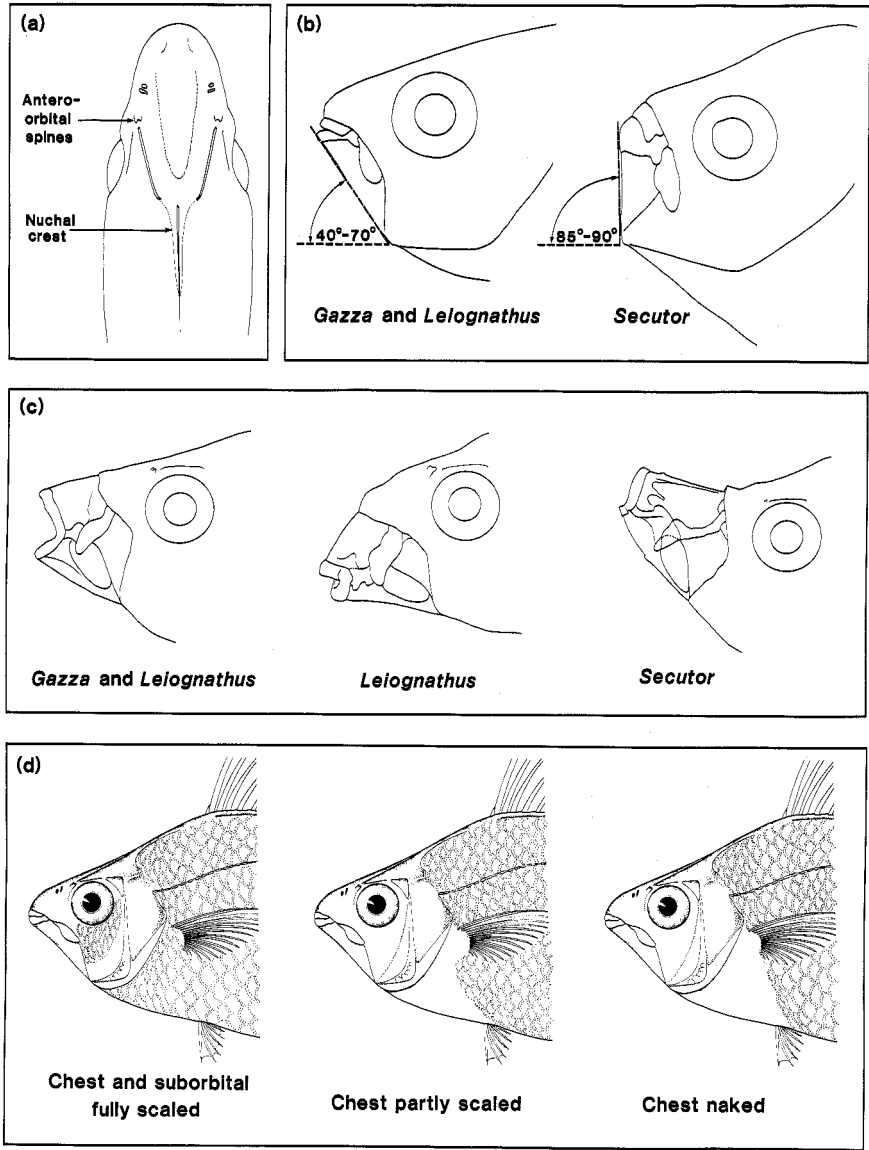 (a)
Antero-
orbital
spines
Nuchal
crest
(b)
40°-70°
85°-90°
Gazza and Leiognathus
Secutor
(c)
Gazza and Leiognathus
Leiognathus
Secutor
(d)
Chest and suborbital
fully scaled
Chest partly scaled
Chest naked